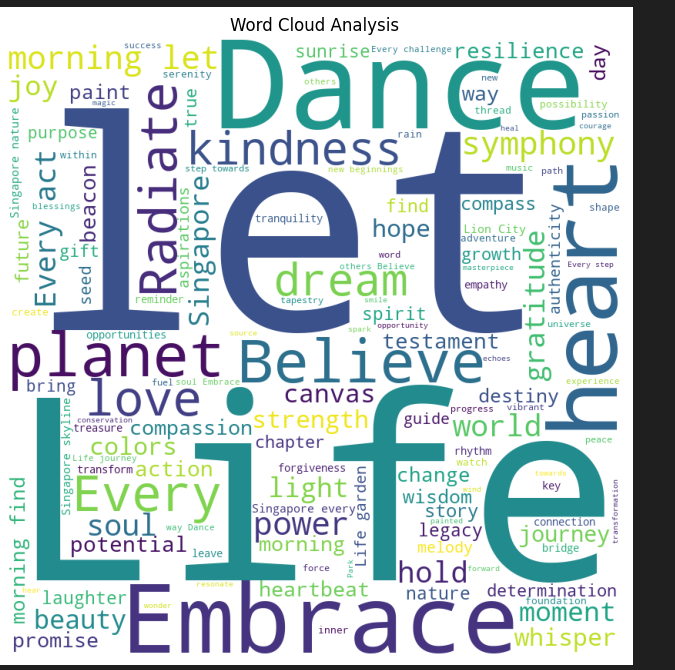 Word Cloud Analysis
success
morning let
Dance
sunrise
Every challenge
resilience
day
serenity
joy
paint
magic
Radiate
true
others
new
way
thread
possibility
passion
courage
Singapore nature
purpose
let
kindness
rain
heal
symphony
within
Every act
beacon
step towards
new beginnings
music
path
heart
blessings
aspirations
Singapore
tranquility
find
compass
shape
authenticity
future
gift
hope
Lion City
adventure
seed
word
growth
masterpiece
Every step
gratitude
dream
others Believe
empathy
reminder
tapestry
smile
create
spirit
opportunity
universe
opportunities
source
spark
testament
planet
Believe
echoes
bring
love
fuel
soul Embrace
canvas
destiny
experience
conservation
treasure
Life
progress
vibrant
Singapore skyline
compassion
strength
guide
world
peace
colors
chapter
Life journey
rhythm
watch
transform
action
forgiveness
change
towards
Every
light
Life garden
wisdom
key
wind
transformation
Singapore every
story
soul
way Dance
power
painted
legacy
connection
journey
morning find
potential
leave
morning
melody
bridge
Park
force
hold
forward
hear
resonate
heartbeat
nature
determination
laughter
wonder
Embrace
foundation
beauty
moment
promise
inner
whisper